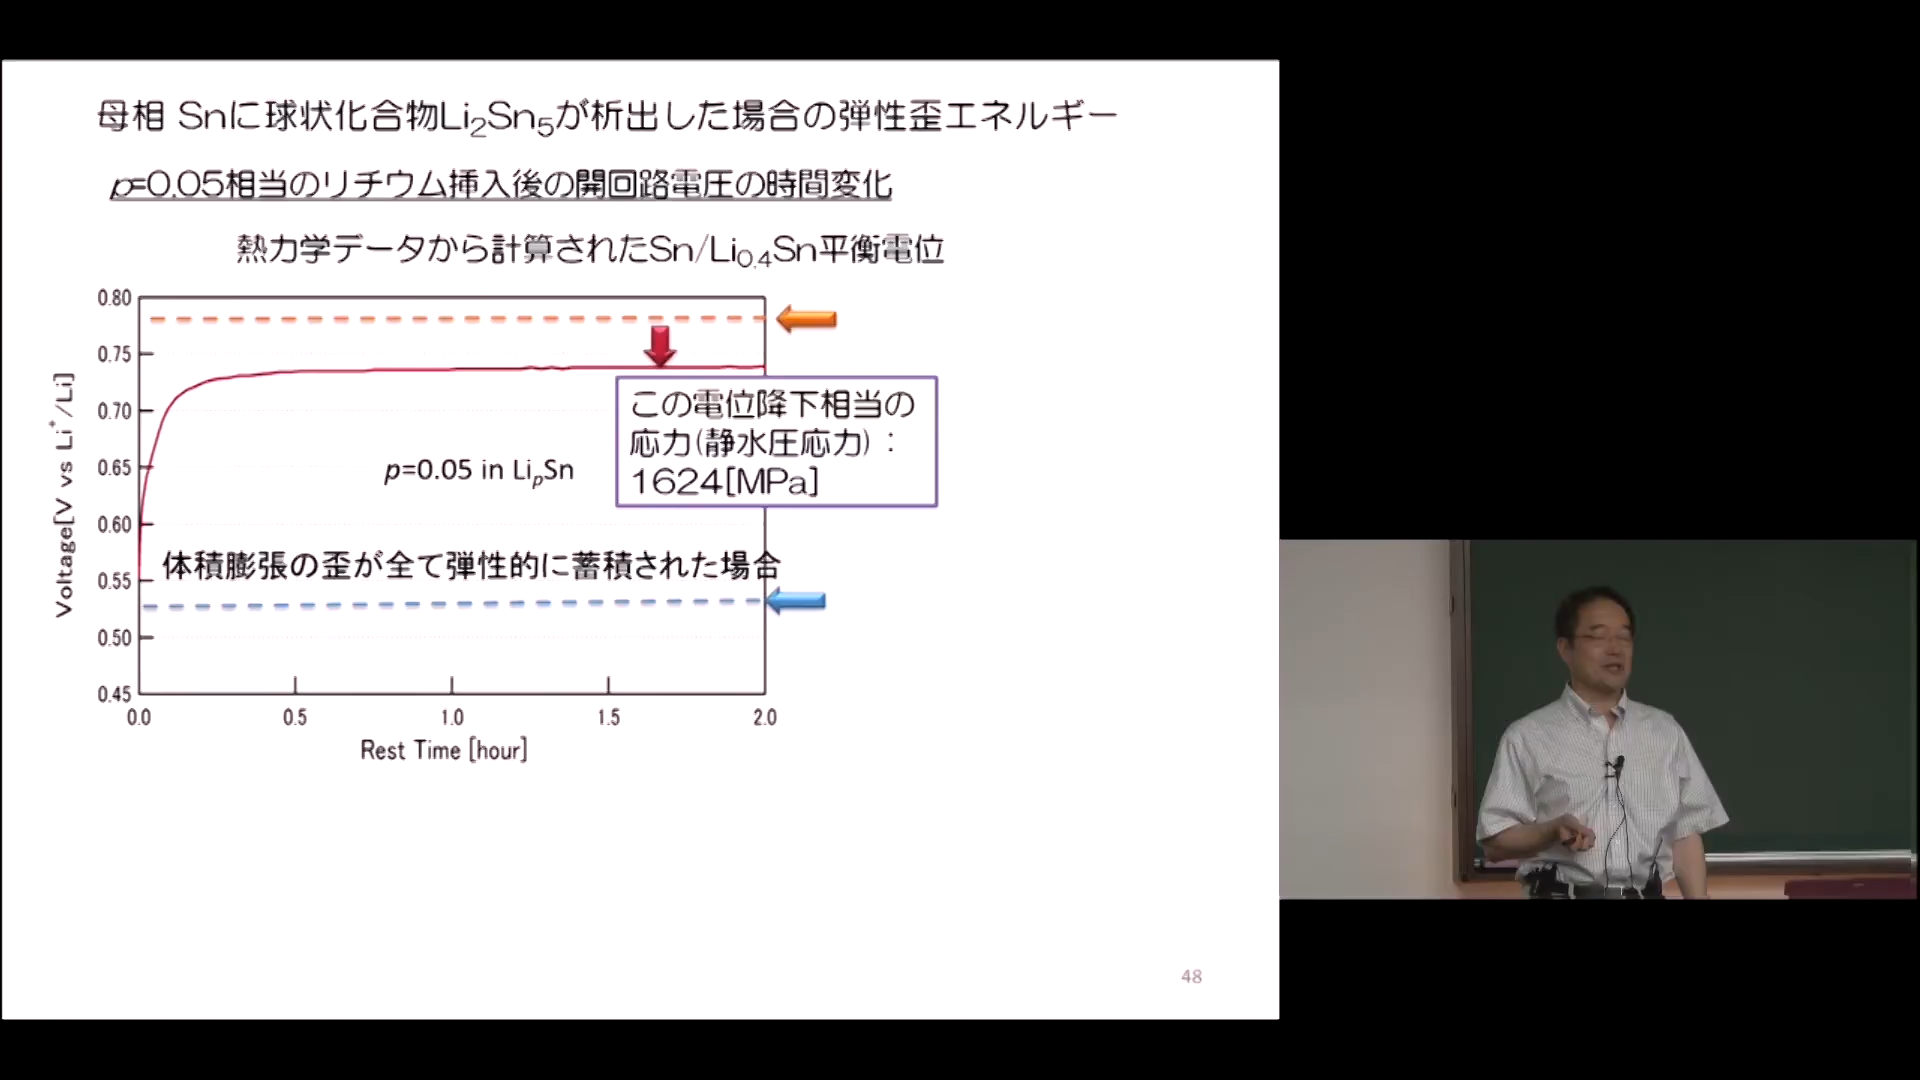 母相 Snに球状化合物Li2Sn5が析出した場合の弾性歪エネルギー
p=0.05相当のリチウム挿入後の開回路電圧の時間変化
熱力学データから計算されたSn/Li0.4Sn平衡電位
0.80
0.75
0.70
0.65
0.60
0.55
0.50
0.45
Voltage[V vs Li+/Li]
この電位降下相当の
応力(静水圧応力)：
1624[MPa]
p=0.05 in LipSn
体積膨張の歪が全て弾性的に蓄積された場合
0.0 0.5 1.0 1.5 2.0
Rest Time [hour]
48